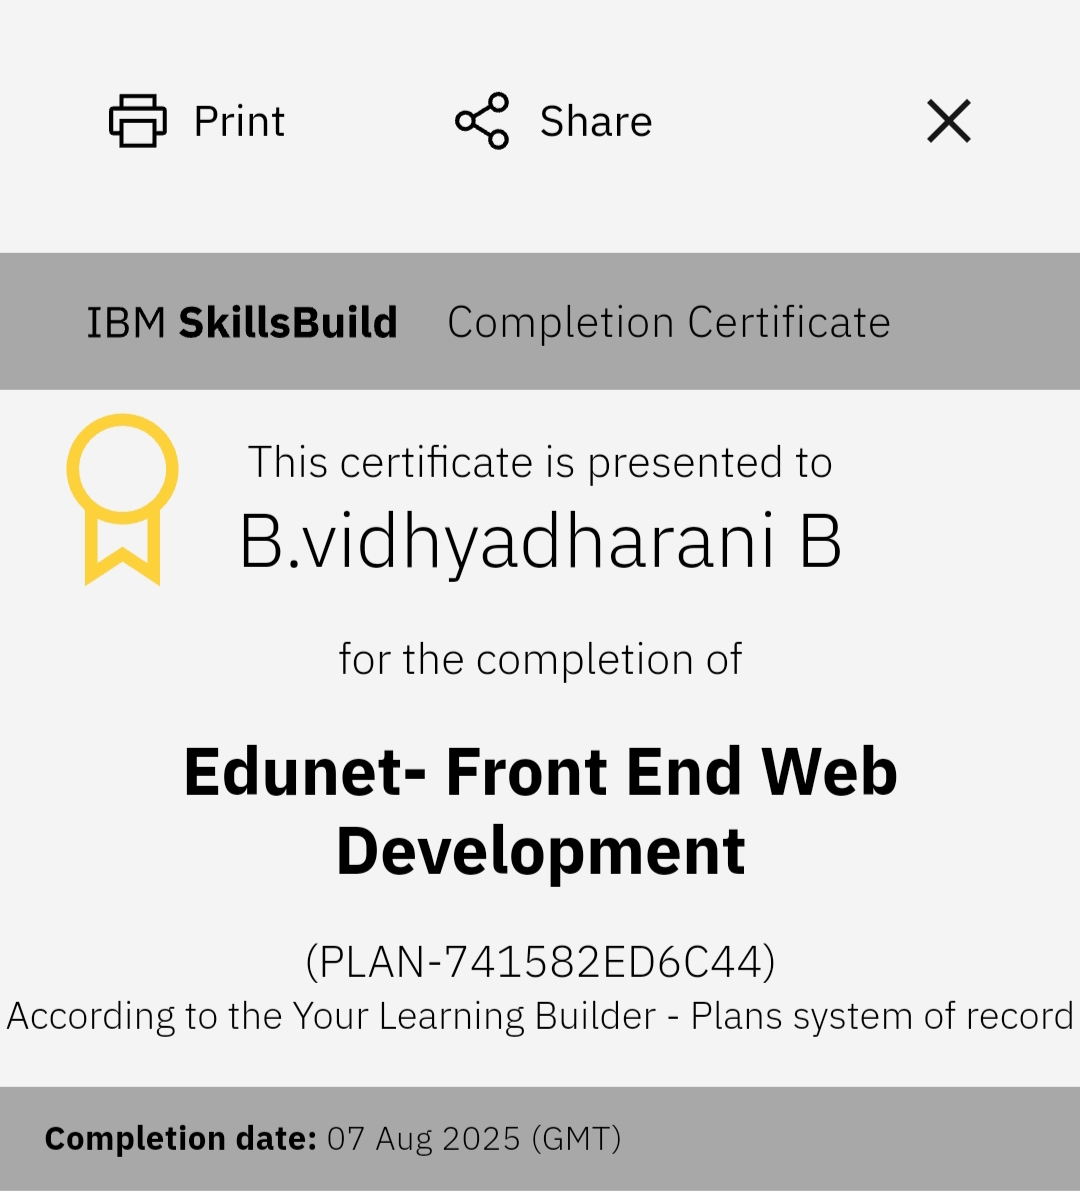 Print Share
IBM SkillsBuild Completion Certificate
This certificate is presented to
B.vidhyadharani B
for the completion of
Edunet- Front End Web
Development
(PLAN-741582ED6C44)
According to the Your Learning Builder - Plans system of record
Completion date: 07 Aug 2025 (GMT)